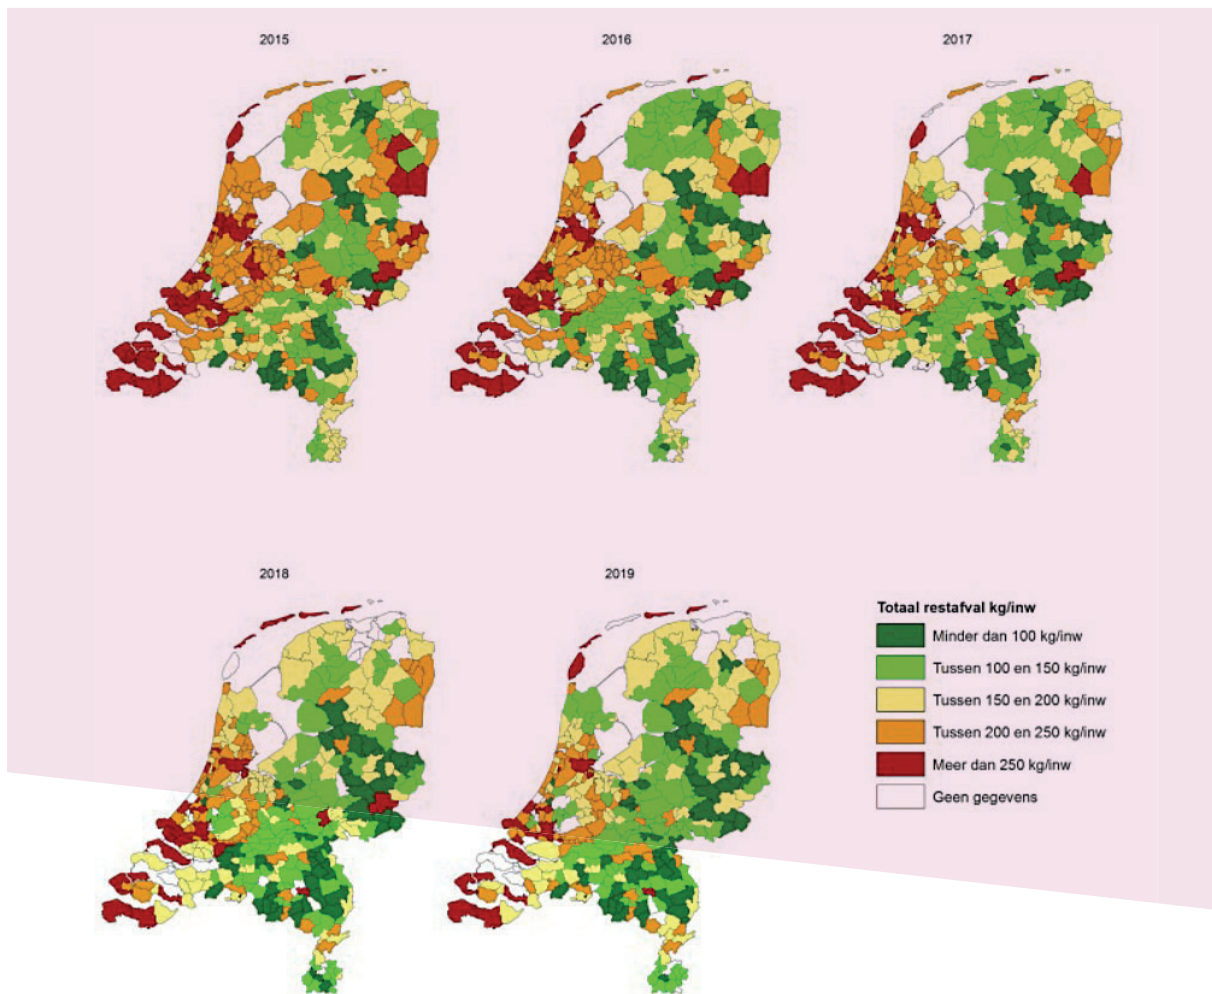 2015
2016
2017
2018
2019
Totaal restafval kg/inw
Minder dan 100 kg/inw
Tussen 100 en 150 kg/inw
Tussen 150 en 200 kg/inw
Tussen 200 en 250 kg/inw
Meer dan 250 kg/inw
Geen gegevens